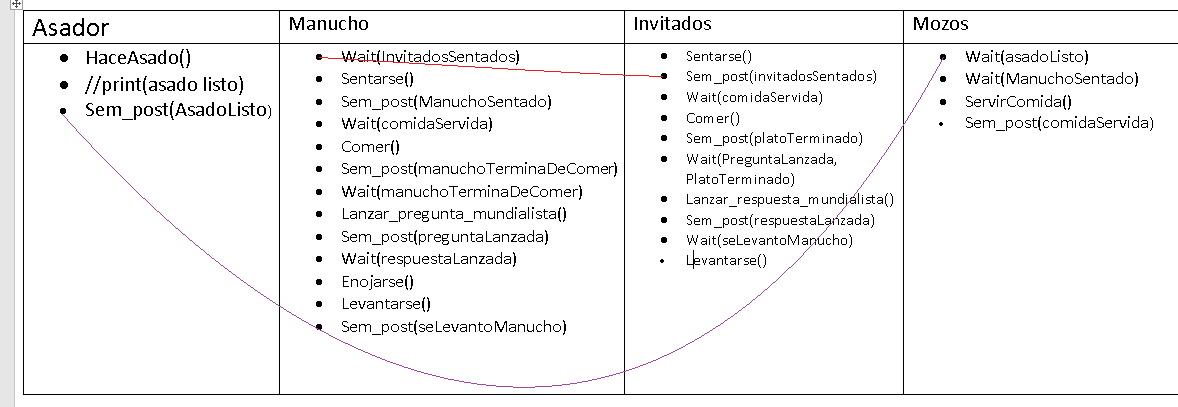 Asador
HaceAsado()
//print(asado listo)
Sem_post(AsadoListo)
Manucho
Wait(InvitadosSentados)
Sentarse()
Sem_post(ManuchoSentado)
Wait(comidaServida)
Comer()
Sem_post(manuchoTerminaDeComer)
Wait(manuchoTerminaDeComer)
Lanzar_pregunta_mundialista()
Sem_post(preguntaLanzada)
Wait(respuestaLanzada)
Enojarse()
Levantarse()
Sem_post(seLevantoManucho)
Invitados
Sentarse()
Sem_post(invitadosSentados)
Wait(comidaServida)
Comer()
Sem_post(platoTerminado)
Wait(PreguntaLanzada,
PlatoTerminado)
Lanzar_respuesta_mundialista()
Sem_post(respuestaLanzada)
Wait(seLevantoManucho)
Levantarse()
Mozos
Wait(asadoListo)
Wait(ManuchoSentado)
ServirComida()
Sem_post(comidaServida)